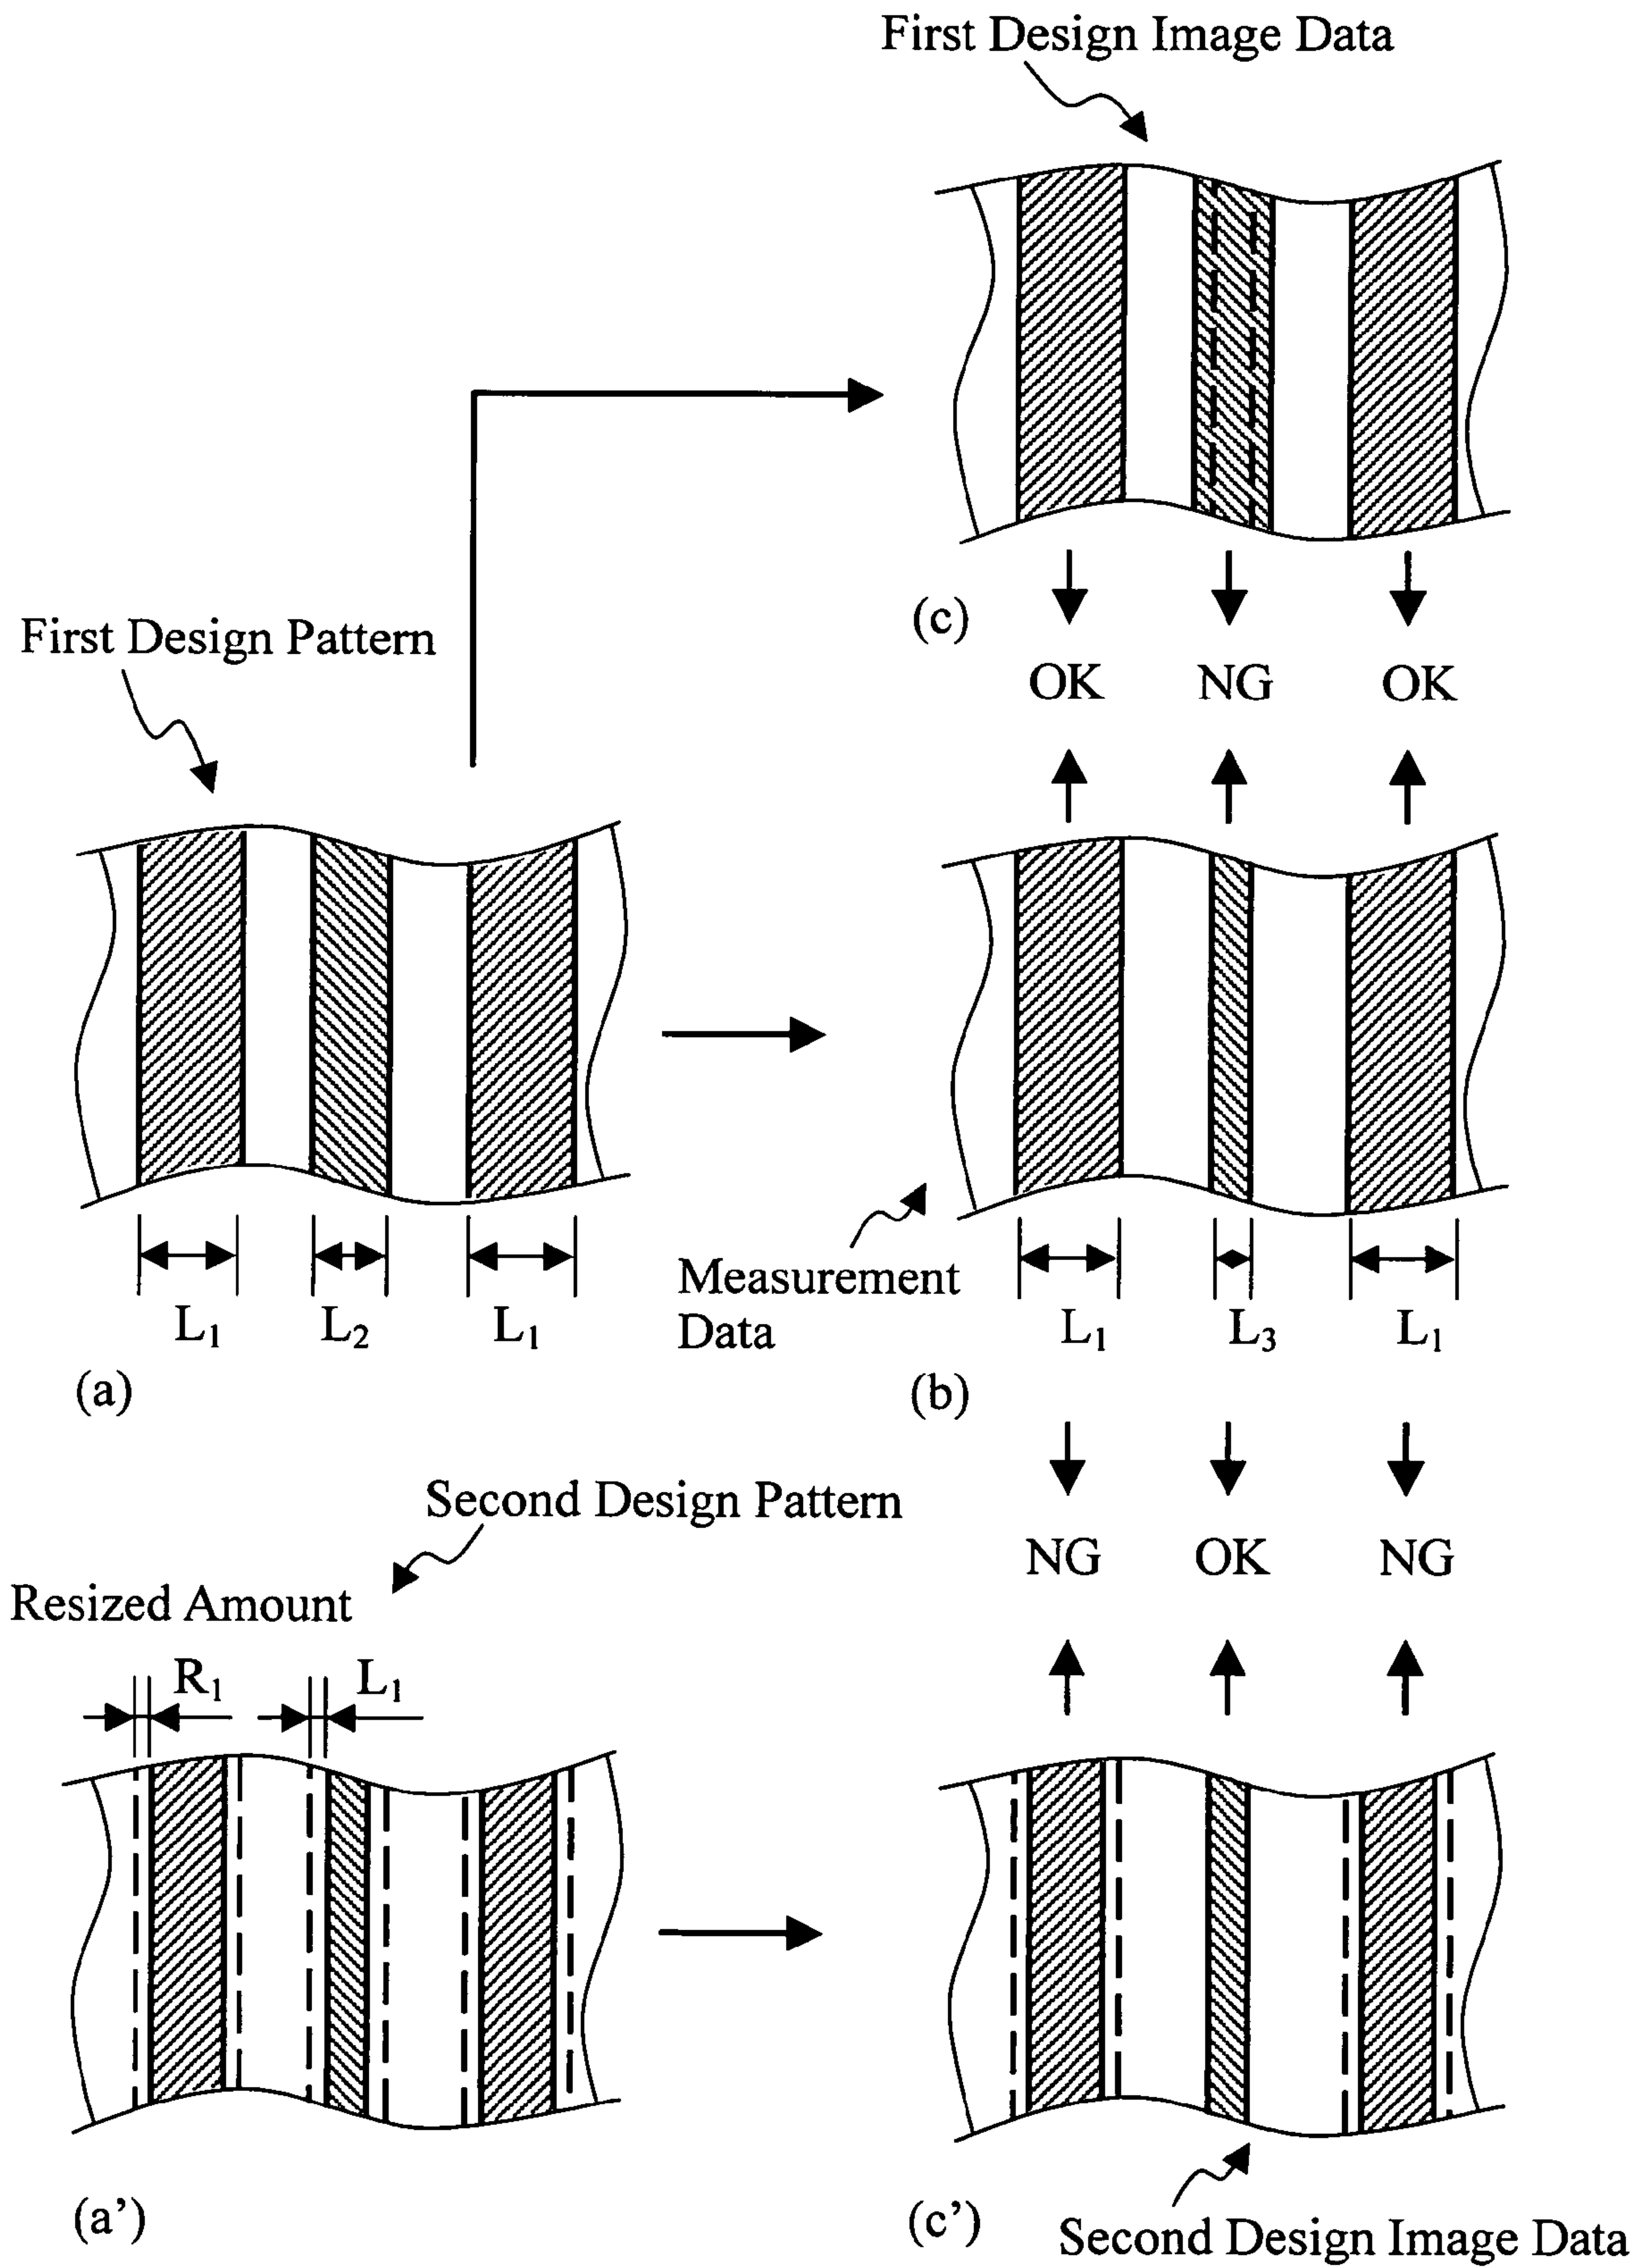 First Design Image Data
(c)
OK NG OK
First Design Pattern
L1 L2 L1
(a)
Measurement
Data
L1 L3 L1
(b)
NG OK NG
Second Design Pattern
Resized Amount
R1 L1
(a’)
(c’)
Second Design Image Data